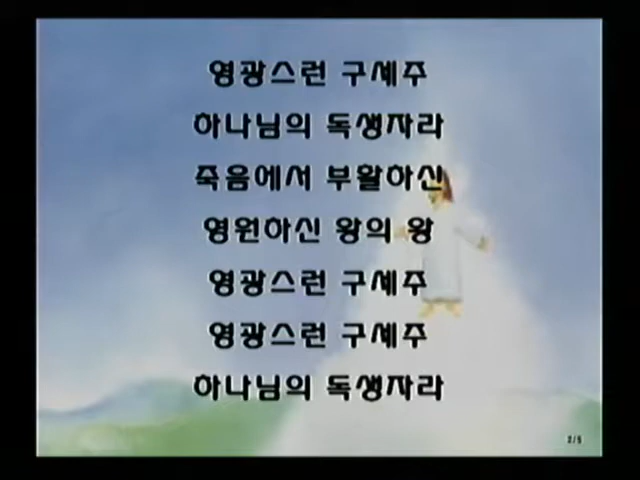 영광스런 구세주
하나님의 독생자라
죽음에서 부활하신
영원하신 왕의 왕
영광스런 구세주
영광스런 구세주
하나님의 독생자라
2/5